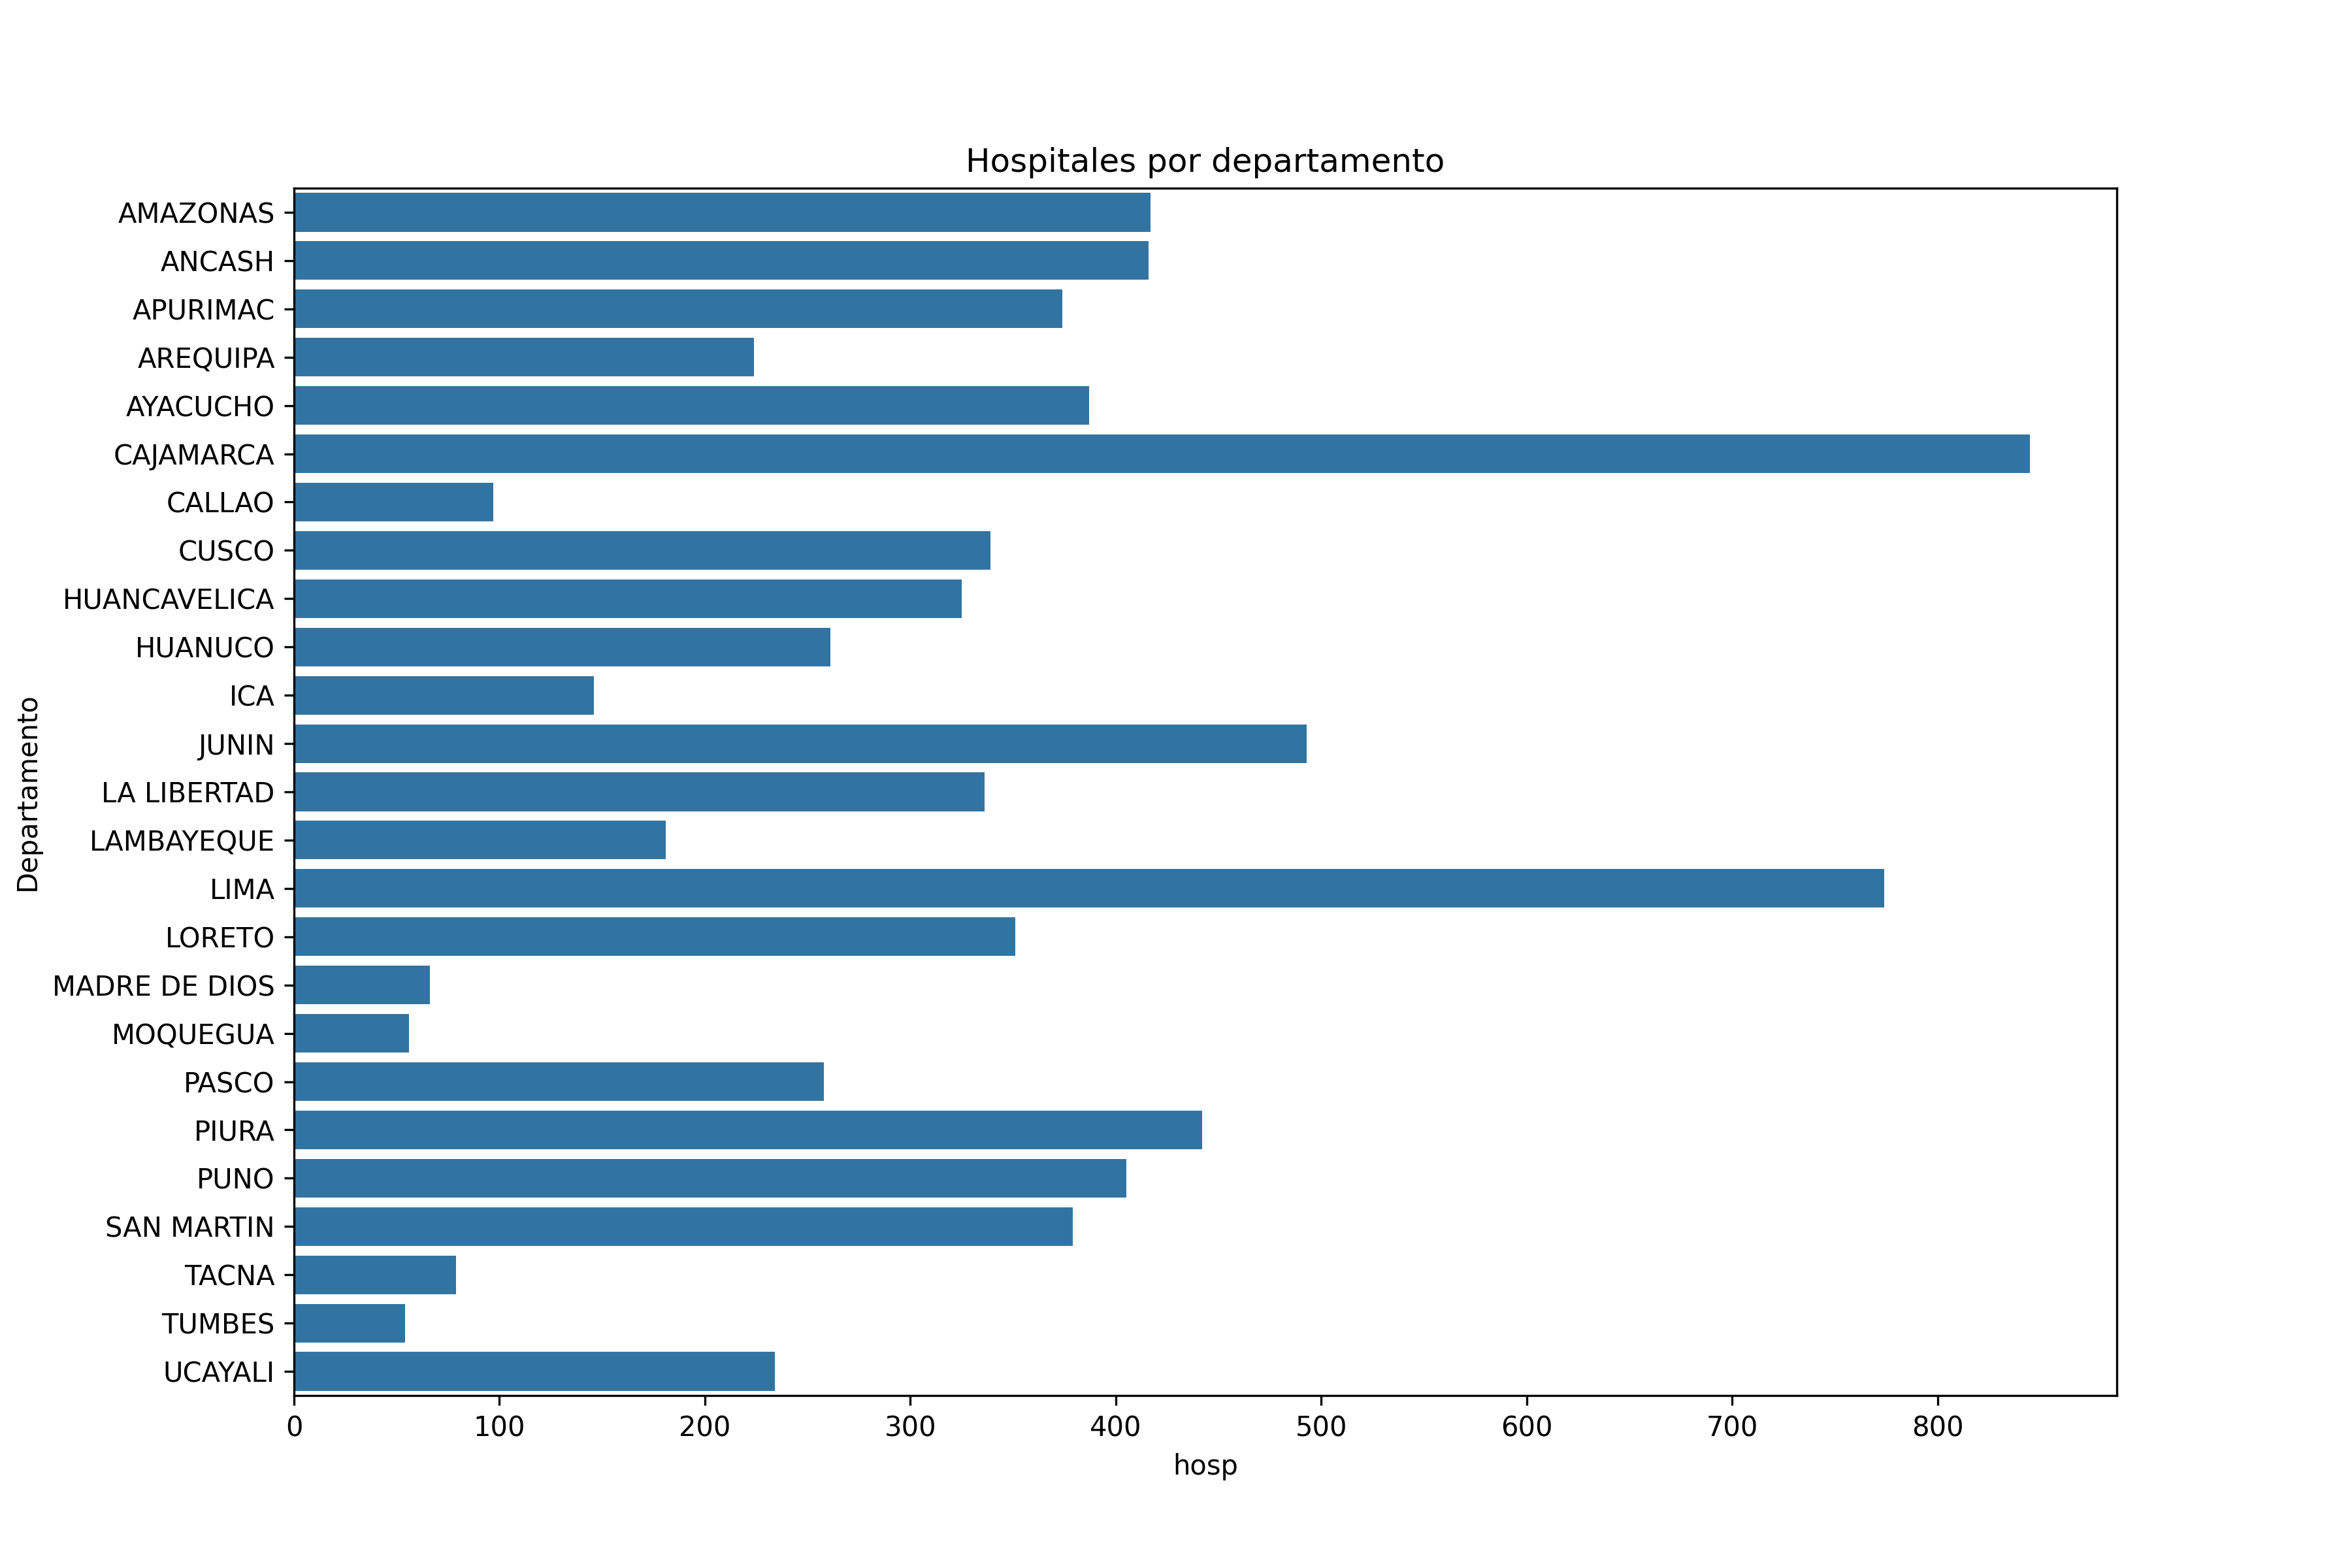 Hospitales por departamento
AMAZONAS
ANCASH
APURIMAC
AREQUIPA
AYACUCHO
CAJAMARCA
CALLAO
CUSCO
HUANCAVELICA
HUANUCO
ICA
JUNIN
LA LIBERTAD
LAMBAYEQUE
LIMA
LORETO
MADRE DE DIOS
MOQUEGUA
PASCO
PIURA
PUNO
SAN MARTIN
TACNA
TUMBES
UCAYALI
Departamento
0 100 200 300 400 500 600 700 800
hosp